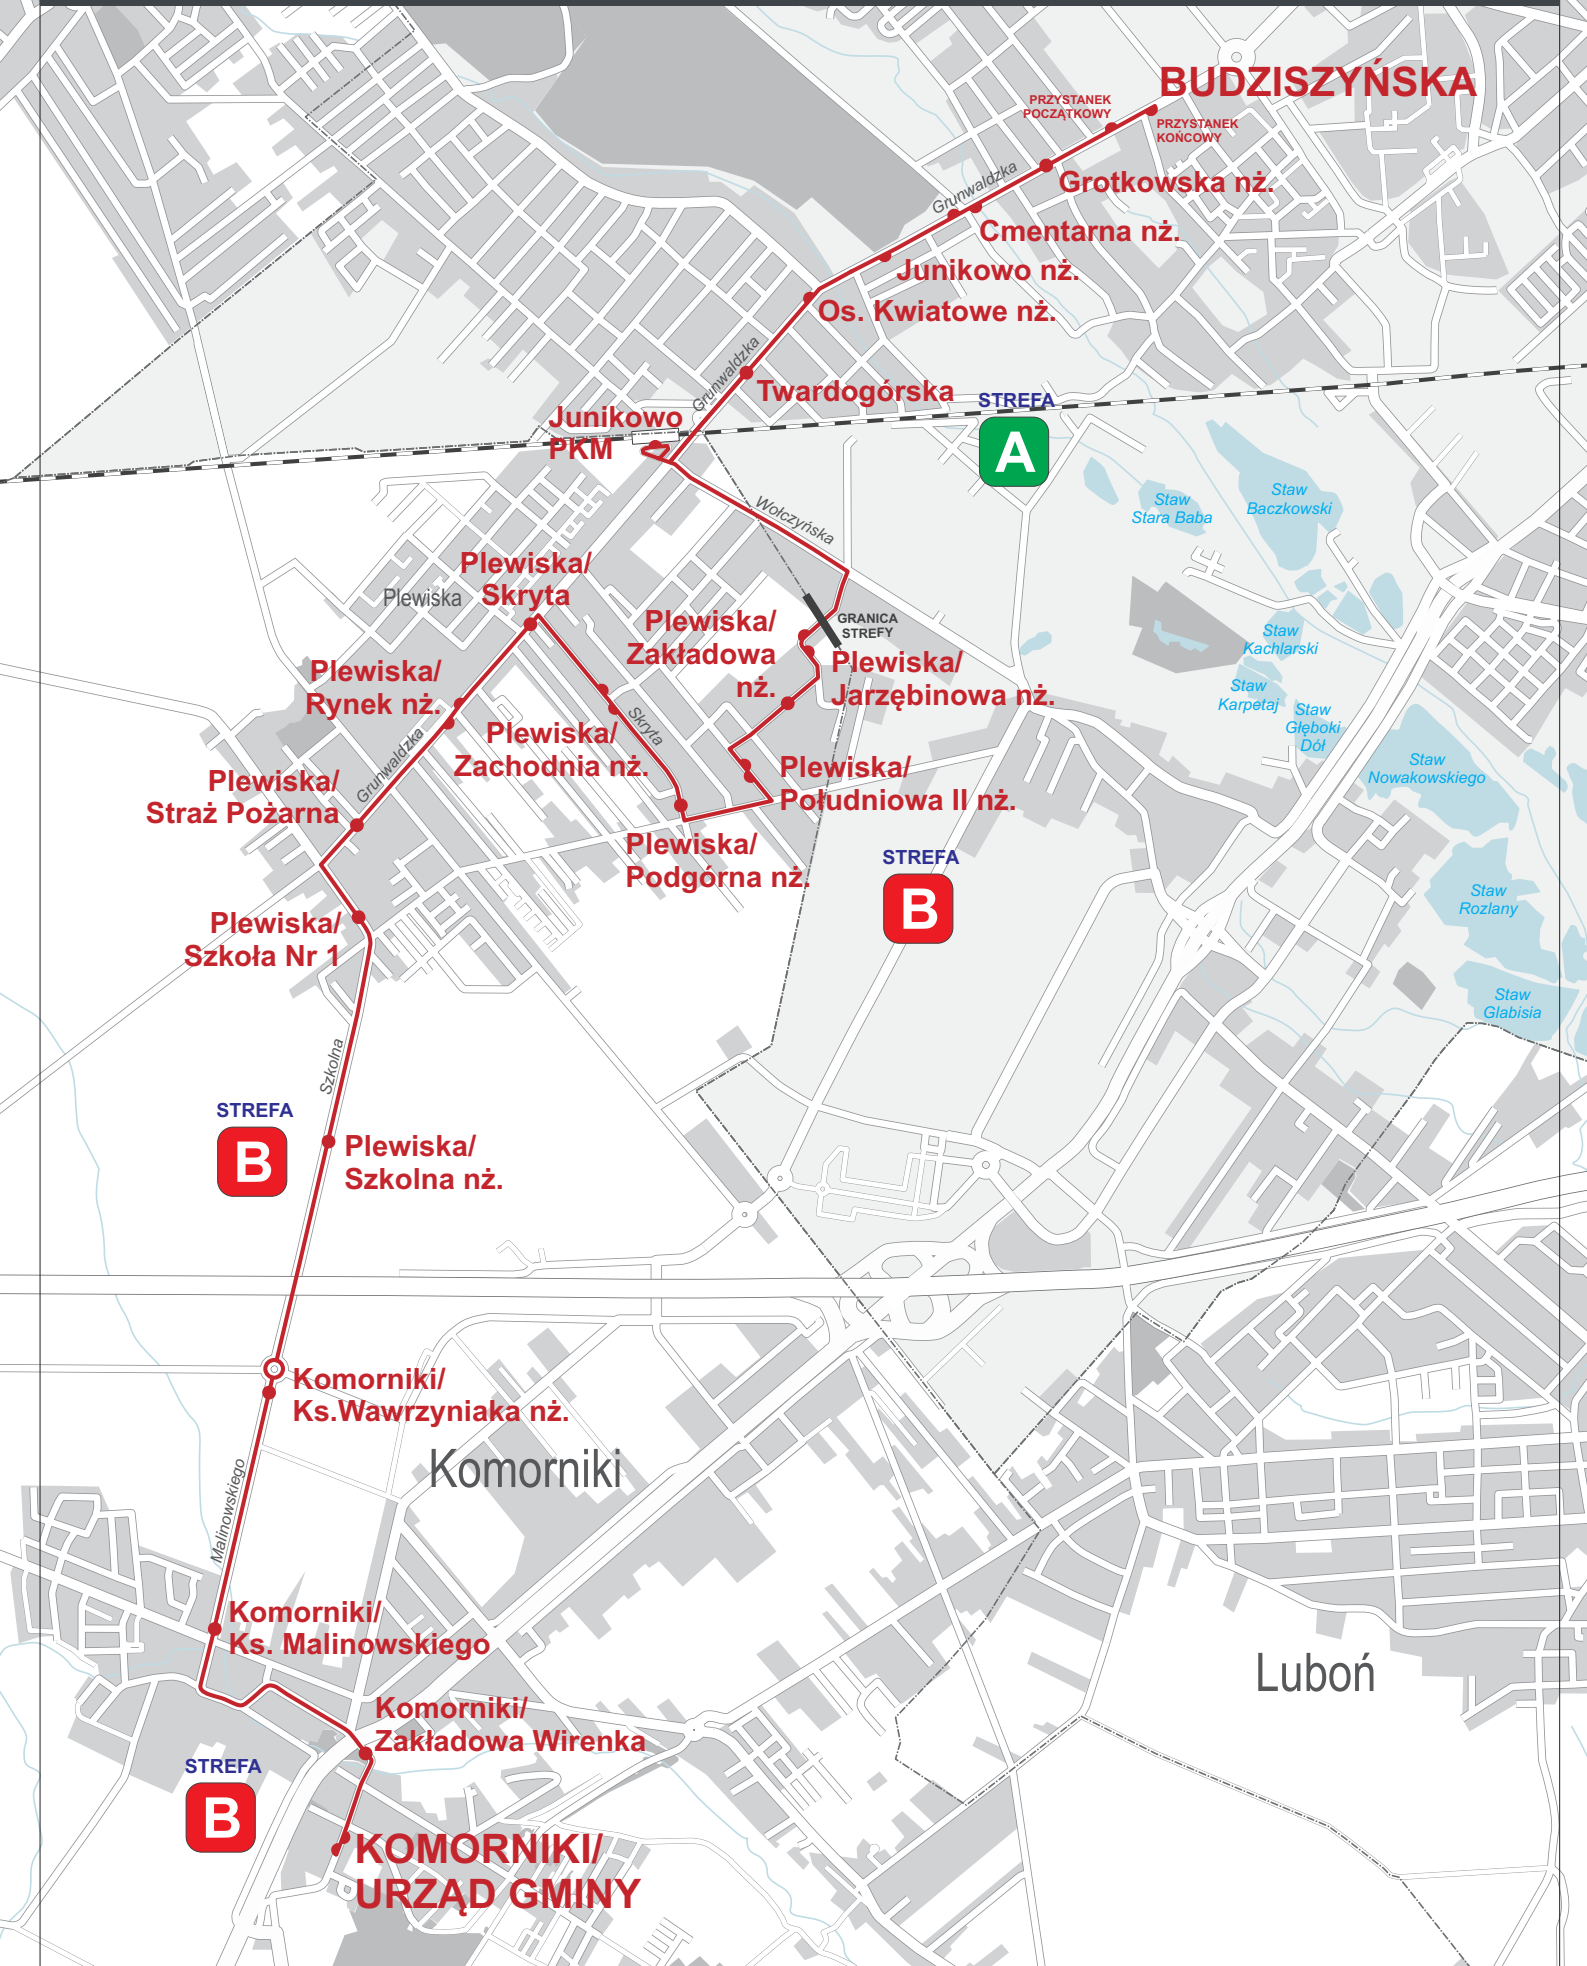 BUDZISZYŃSKA
PRZYSTANEK
POCZĄTKOWY
PRZYSTANEK
KOŃCOWY
Grunwaldzka
Grotkowska nż.
Cmentarna nż.
Junikowo nż.
Os. Kwiatowe nż.
Grunwaldzka
Twardogórska
STREFA
A
Junikowo
PKM
Wołczyńska
Staw
Stara Baba
Staw
Baczkowski
Plewiska/
Skryta
Plewiska
GRANICA
STREFY
Plewiska/
Zakładowa
nż.
Plewiska/
Jarzębinowa nż.
Staw
Kachlarski
Staw
Karpetaj
Staw
Głęboki
Dół
Plewiska/
Rynek nż.
Skryta
Plewiska/
Zachodnia nż.
Grunwaldzka
Staw
Nowakowskiego
Plewiska/
Straż Pożarna
Plewiska/
Południowa II nż.
Plewiska/
Podgórna nż.
STREFA
B
Staw
Rozlany
Plewiska/
Szkoła Nr 1
Staw
Glabisia
Szkolna
STREFA
B
Plewiska/
Szkolna nż.
Komorniki/
Ks.Wawrzyniaka nż.
Komorniki
Malinowskiego
Komorniki/
Ks. Malinowskiego
Luboń
Komorniki/
Zakładowa Wirenka
STREFA
B
KOMORNIKI/
URZĄD GMINY